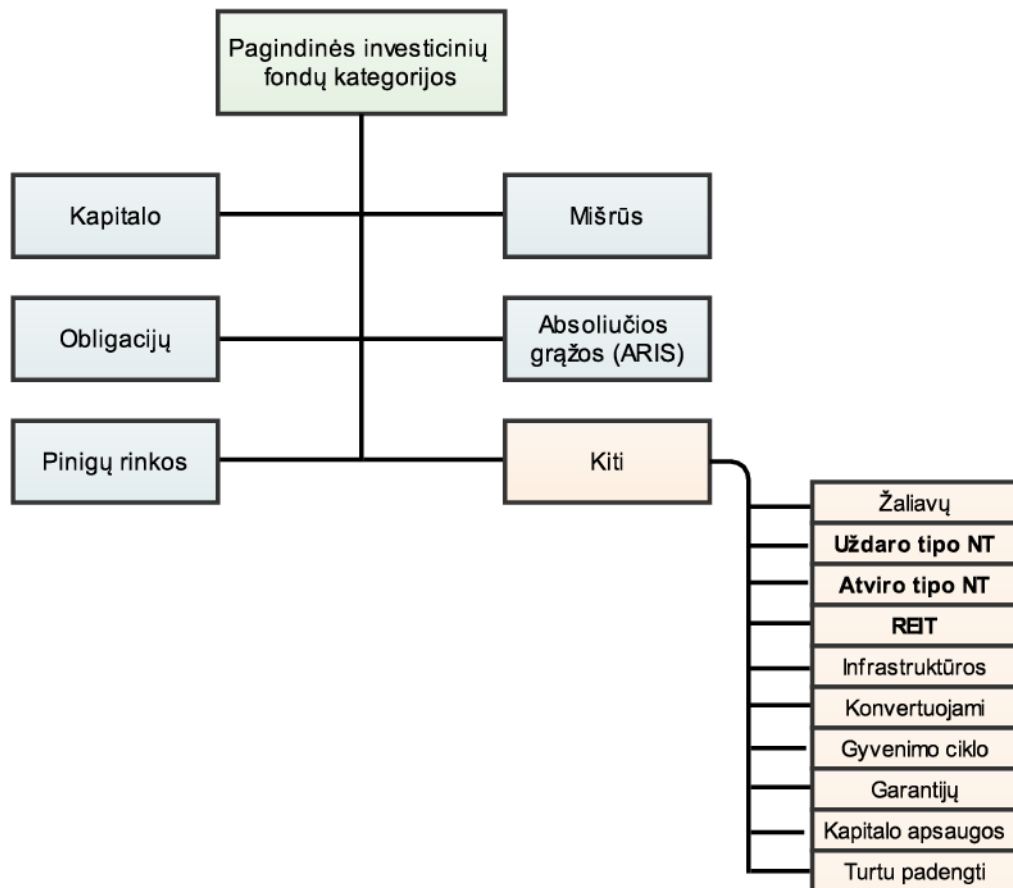 Pagindinės investicinių
fondų kategorijos
Kapitalo
Mišrūs
Obligacijų
Absoliučios
grąžos (ARIS)
Pinigų rinkos
Kiti
Žaliavų
Uždaro tipo NT
Atviro tipo NT
REIT
Infrastruktūros
Konvertuojami
Gyvenimo ciklo
Garantijų
Kapitalo apsaugos
Turtu padengti